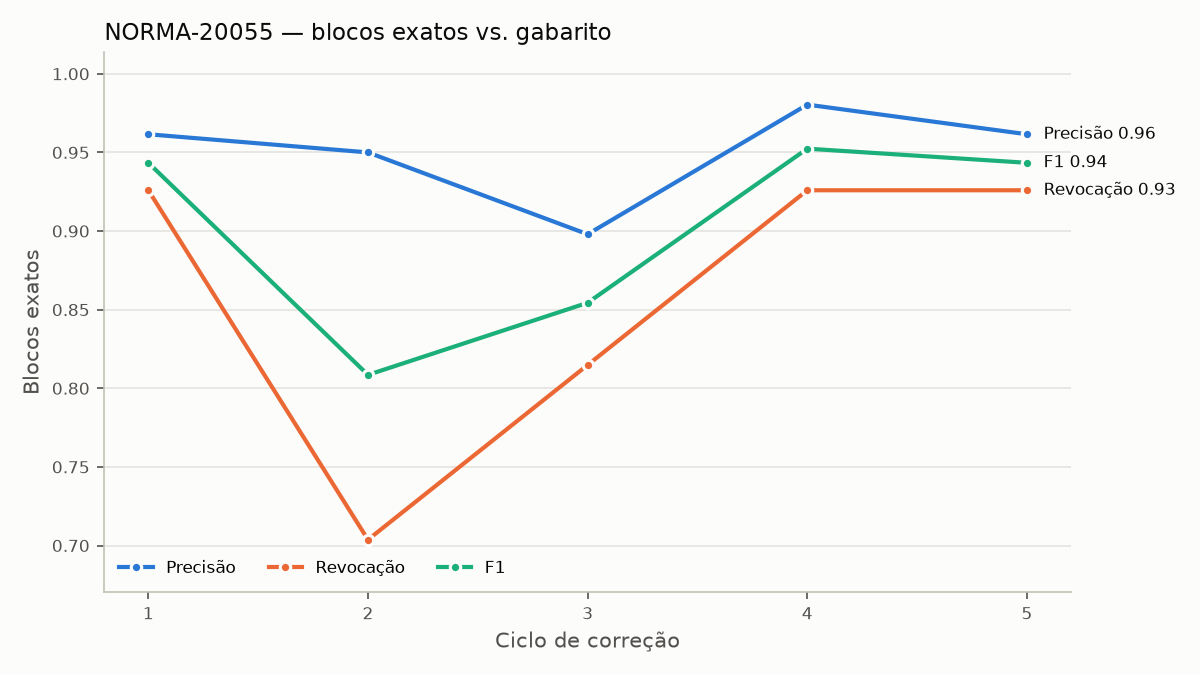 NORMA-20055 — blocos exatos vs. gabarito
Blocos exatos
1.00
0.95
0.90
0.85
0.80
0.75
0.70
Precisão 0.96
F1 0.94
Revocação 0.93
Precisão Revocação F1
1 2 3 4 5
Ciclo de correção